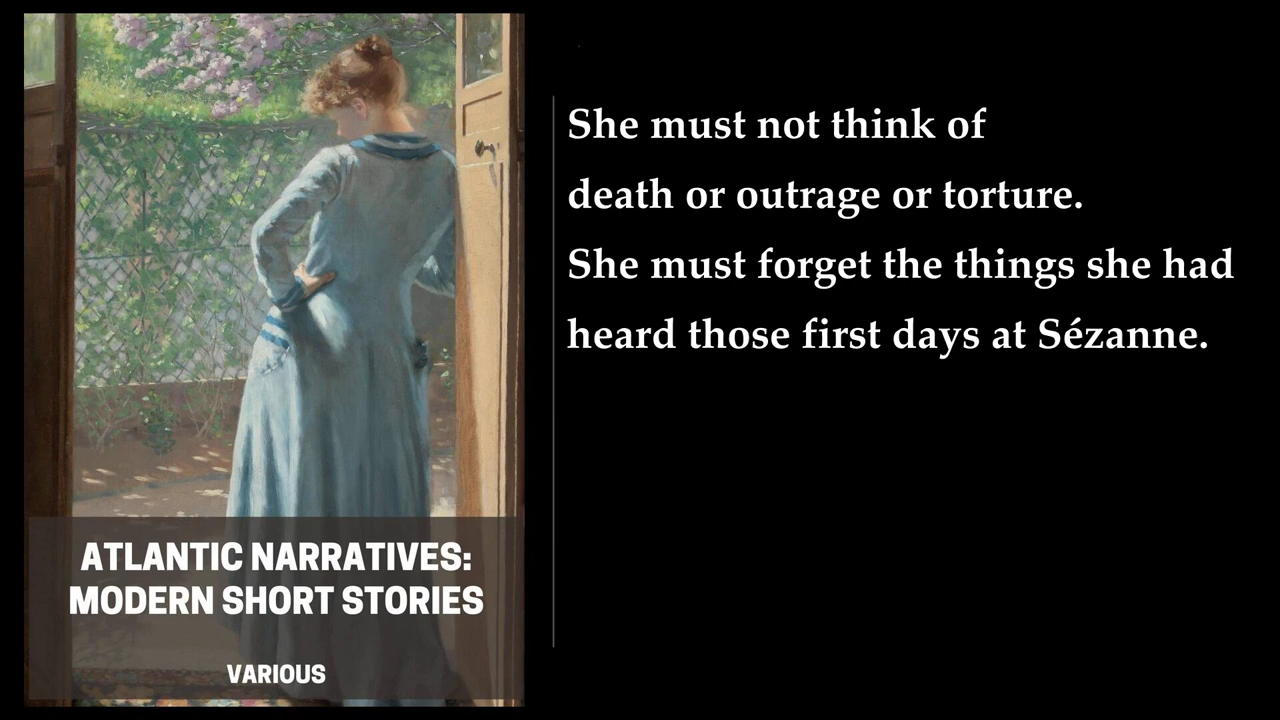 She must not think of
death or outrage or torture.
She must forget the things she had
heard those first days at Sézanne.
ATLANTIC NARRATIVES:
MODERN SHORT STORIES
VARIOUS